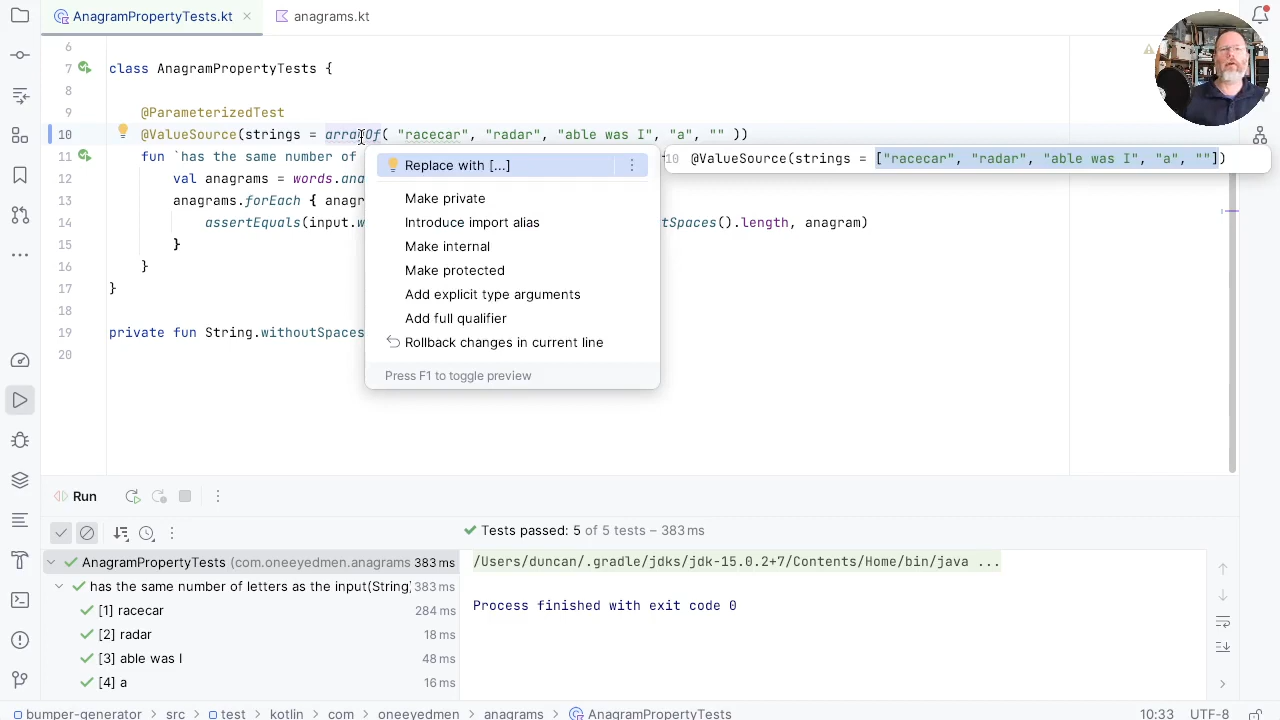 AnagramPropertyTests.kt
anagrams.kt
6
7 class AnagramPropertyTests {
8
9 @ParameterizedTest
10 @ValueSource(strings = arrayOf( "racecar", "radar", "able was I", "a", "" ))
11 fun `has the same number of
12 val anagrams = words.ana
13 anagrams.forEach { anagr
14 assertEquals(input.w tSpaces().length, anagram)
15 }
16 }
17 }
18
19 private fun String.withoutSpaces
20
Replace with [...]
Make private
Introduce import alias
Make internal
Make protected
Add explicit type arguments
Add full qualifier
Rollback changes in current line
Press F1 to toggle preview
10 @ValueSource(strings = ["racecar", "radar", "able was I", "a", ""])
Run
Tests passed: 5 of 5 tests – 383 ms
AnagramPropertyTests (com.oneeyedmen.anagrams 383 ms
has the same number of letters as the input(String) 383 ms
[1] racecar 284 ms
[2] radar 18 ms
[3] able was I 48 ms
[4] a 16 ms
/Users/duncan/.gradle/jdks/jdk-15.0.2+7/Contents/Home/bin/java ...
Process finished with exit code 0
bumper-generator > src > test > kotlin > com > oneeyedmen > anagrams > AnagramPropertyTests
10:33 UTF-8